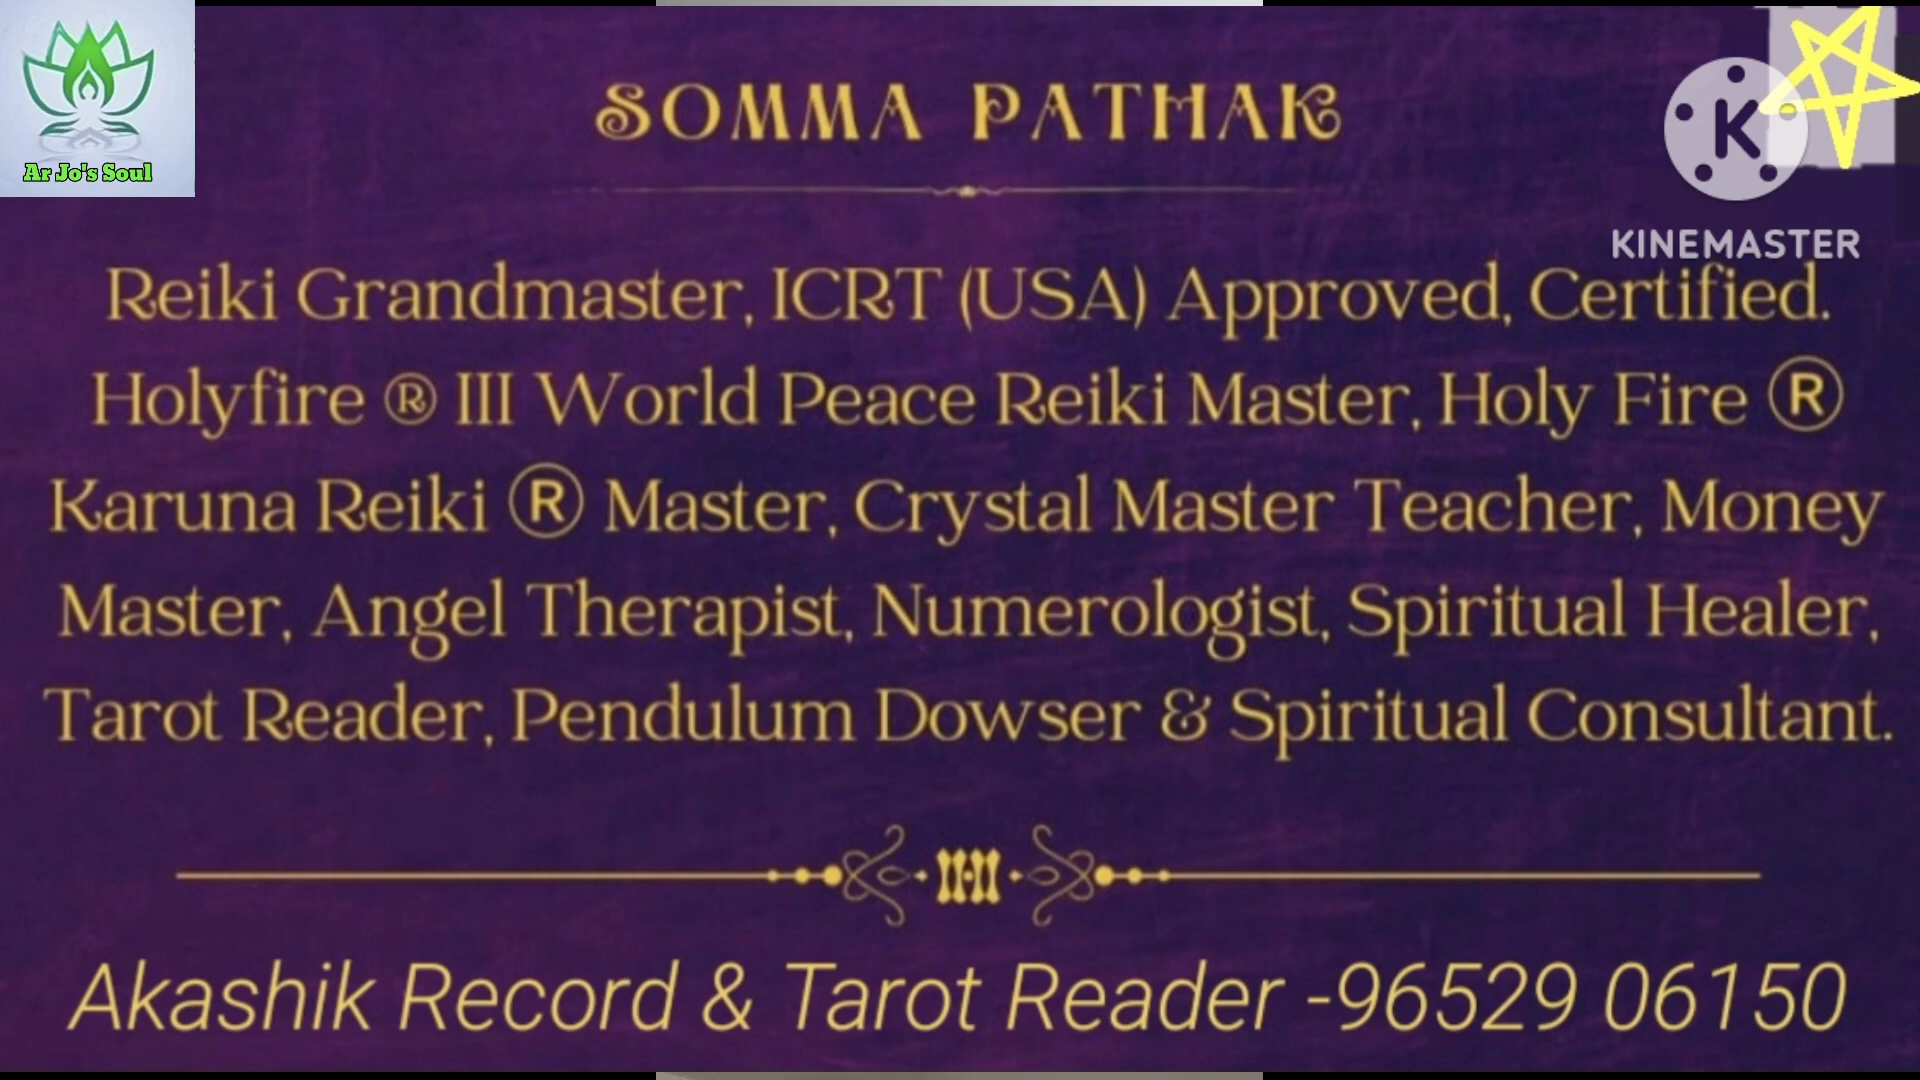 Ar Jo's Soul
SOMMA PATHAK
K
KINEMASTER
Reiki Grandmaster, ICRT (USA) Approved, Certified.
Holyfire ® III World Peace Reiki Master, Holy Fire ®
Karuna Reiki ® Master, Crystal Master Teacher, Money
Master, Angel Therapist, Numerologist, Spiritual Healer,
Tarot Reader, Pendulum Dowser & Spiritual Consultant.
Akashik Record & Tarot Reader -96529 06150